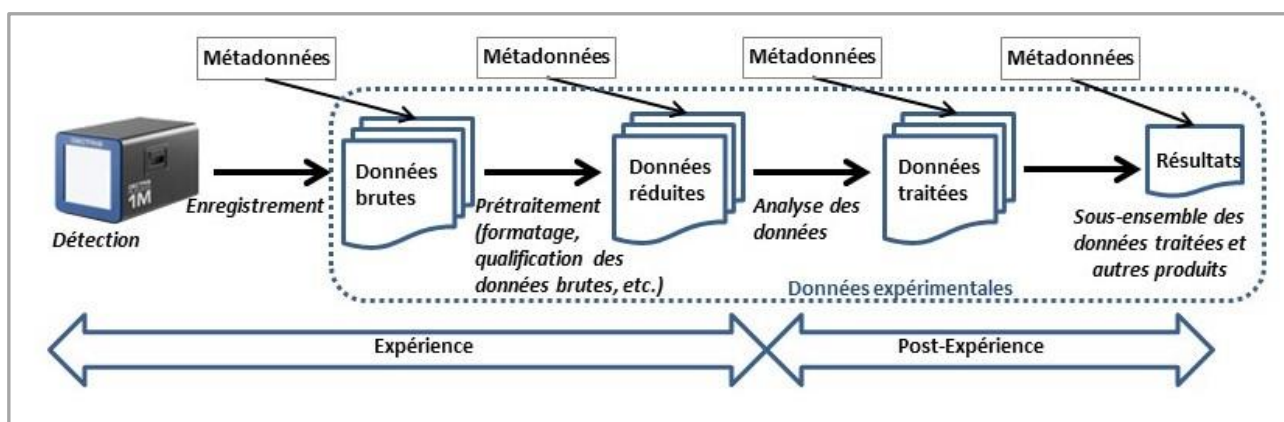 Métadonnées
Métadonnées
Métadonnées
Métadonnées
1M
Détection
Enregistrement
Données
brutes
Prétraitement
(formatage,
qualification des
données brutes, etc.)
Données
réduites
Analyse des
données
Données
traitées
Résultats
Sous-ensemble des
données traitées et
autres produits
Données expérimentales
Expérience
Post-Expérience